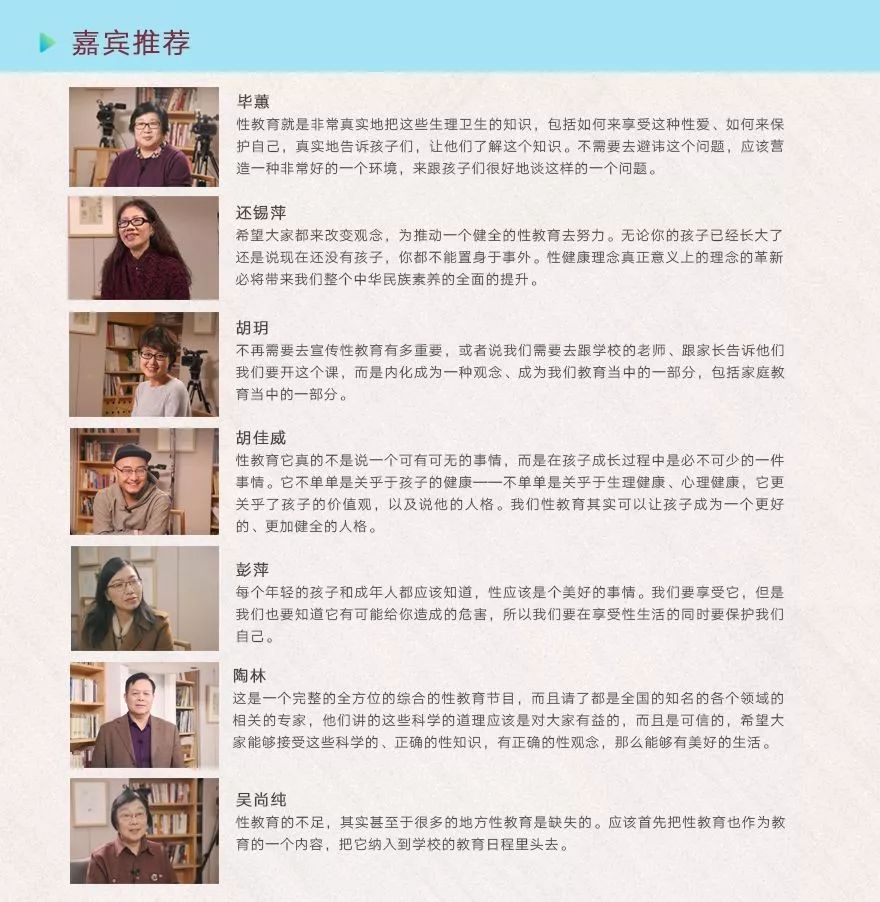 嘉宾推荐
毕蕙
性教育就是非常真实地把这些生理卫生的知识，包括如何来享受这种性爱、如何来保
护自己，真实地告诉孩子们，让他们了解这个知识。不需要去避讳这个问题，应该营
造一种非常好的一个环境，来跟孩子们很好地谈这样的一个问题。
还锡萍
希望大家都来改变观念，为推动一个健全的性教育去努力。无论你的孩子已经长大了
还是说现在还没有孩子，你都不能置身于事外。性健康理念真正意义上的理念的革新
必将带来我们整个中华民族素养的全面的提升。
胡玥
不再需要去宣传性教育有多重要，或者说我们需要去跟学校的老师、跟家长告诉他们
我们要开这个课，而是内化成为一种观念、成为我们教育当中的一部分，包括家庭教
育当中的一部分。
胡佳威
性教育它真的不是说一个可有可无的事情，而是在孩子成长过程中是必不可少的一件
事情。它不单单是关乎于孩子的健康——不单单是关乎于生理健康、心理健康，它更
关乎了孩子的价值观，以及说他的人格。我们性教育其实可以让孩子成为一个更好
的、更加健全的人格。
彭萍
每个年轻的孩子和成年人都应该知道，性应该是个美好的事情。我们要享受它，但是
我们也要知道它有可能给你造成的危害，所以我们要在享受性生活的同时要保护我们
自己。
陶林
这是一个完整的全方位的综合的性教育节目，而且请了都是全国的知名的各个领域的
相关的专家，他们讲的这些科学的道理应该是对大家有益的，而且是可信的，希望大
家能够接受这些科学的、正确的性知识，有正确的性观念，那么能够有美好的生活。
吴尚纯
性教育的不足，其实甚至于很多的地方性教育是缺失的。应该首先把性教育也作为教
育的一个内容，把它纳入到学校的教育日程里头去。